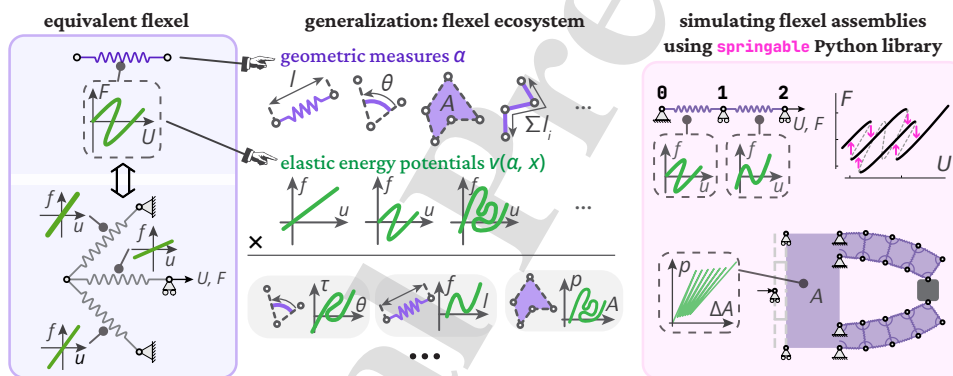 equivalent flexel
F
U
f
u
f
u
U, F
f
u
generalization: flexel ecosystem
geometric measures α
l
θ
A
∑ lᵢ
...
elastic energy potentials v(α, x)
f
u
f
u
f
u
...
×
τ
θ
f
l
p
A
...
simulating flexel assemblies
using springable Python library
0 1 2
U, F
f
u
f
u
F
U
p
ΔA
A